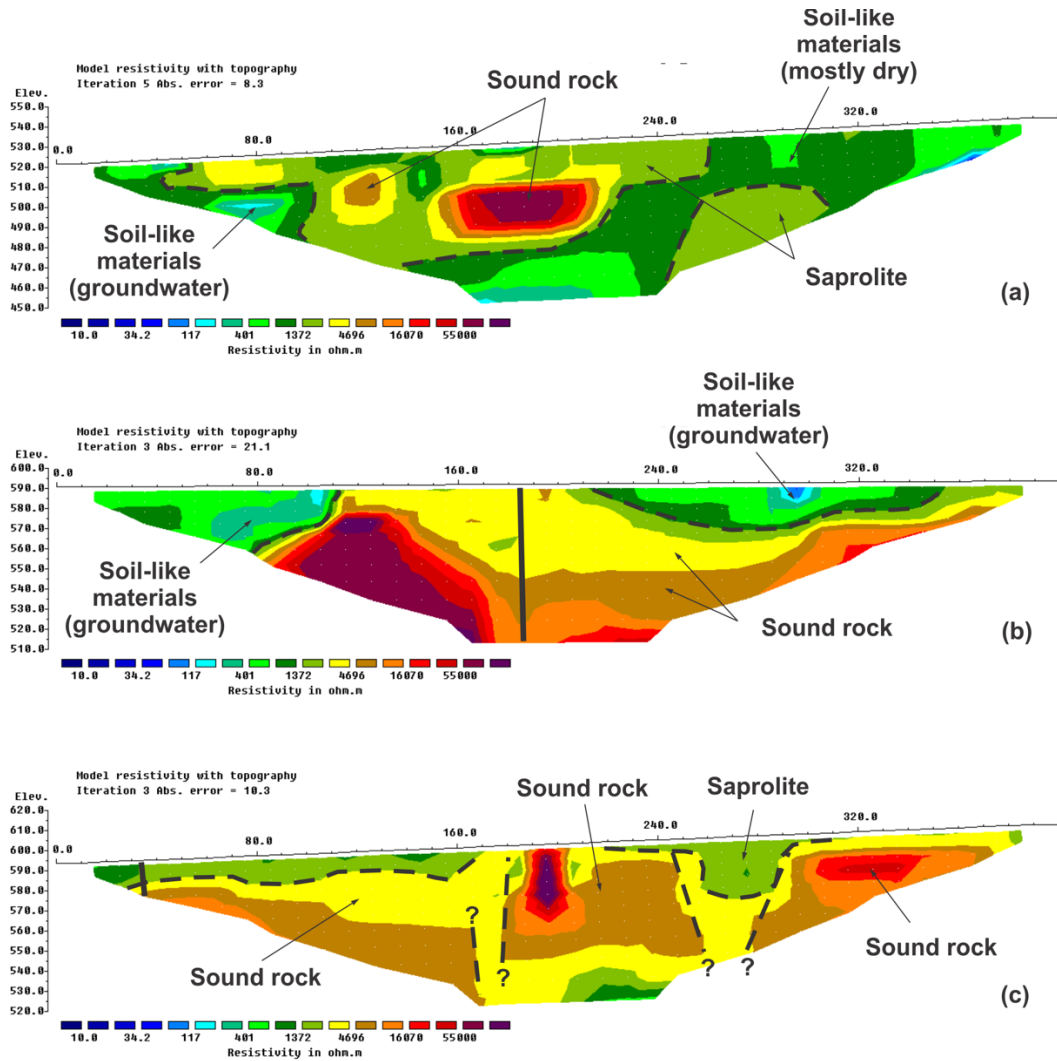 Soil-like
materials
(mostly dry)
Model resistivity with topography
Iteration 5 Abs. error = 8.3
Sound rock
Elev.
550.0
540.0
530.0
520.0
510.0
500.0
490.0
480.0
470.0
460.0
450.0
0.0
80.0
160.0
240.0
320.0
Soil-like
materials
(groundwater)
Saprolite
(a)
10.0 34.2 117 401 1372 4696 16070 55000
Resistivity in ohm.m
Soil-like
materials
(groundwater)
Model resistivity with topography
Iteration 3 Abs. error = 21.1
Elev.
600.0
590.0
580.0
570.0
560.0
550.0
540.0
530.0
520.0
510.0
0.0
80.0
160.0
240.0
320.0
Soil-like
materials
(groundwater)
Sound rock
(b)
10.0 34.2 117 401 1372 4696 16070 55000
Resistivity in ohm.m
Model resistivity with topography
Iteration 3 Abs. error = 10.3
Sound rock
Saprolite
Elev.
620.0
610.0
600.0
590.0
580.0
570.0
560.0
550.0
540.0
530.0
520.0
0.0
80.0
160.0
240.0
320.0
?
?
?
?
Sound rock
Sound rock
(c)
10.0 34.2 117 401 1372 4696 16070 55000
Resistivity in ohm.m